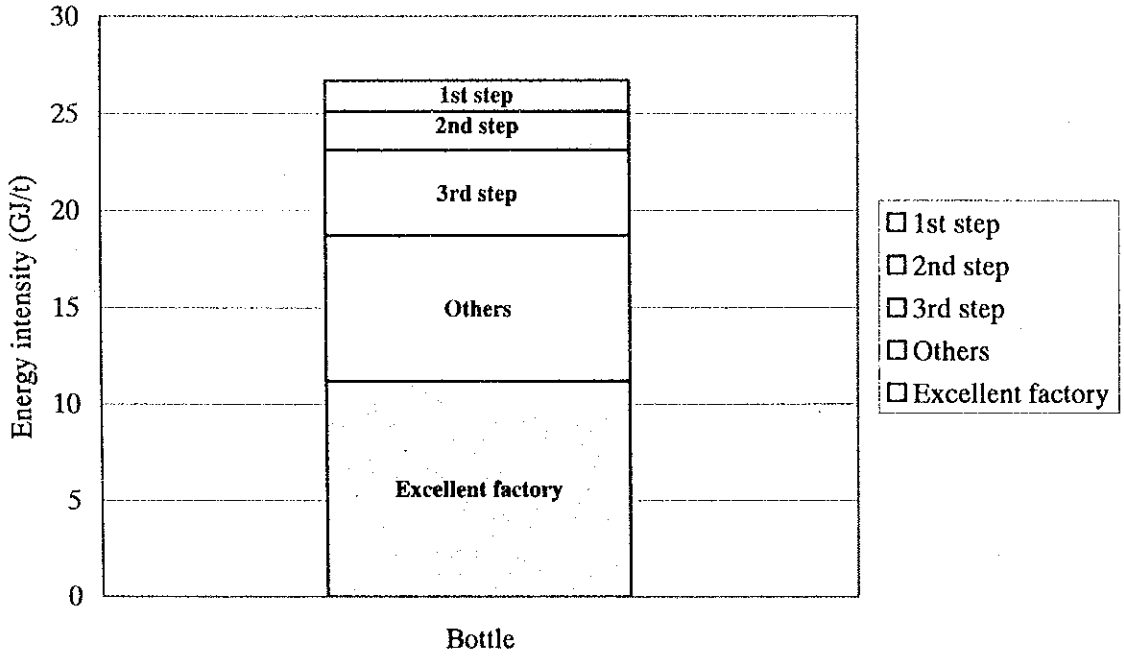 30
25
20
15
10
5
0
Energy intensity (GJ/t)
1st step
2nd step
3rd step
Others
Excellent factory
Bottle
1st step
2nd step
3rd step
Others
Excellent factory